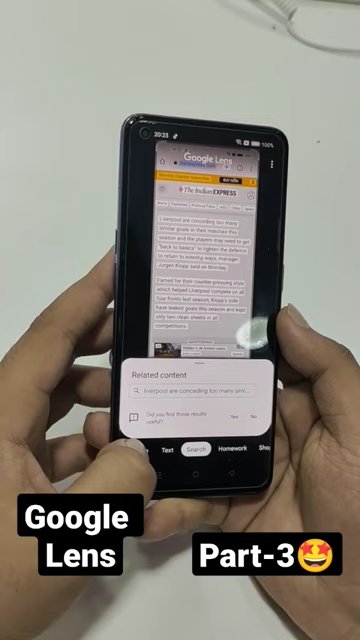 20:23
100%
Google Lens
The Indian EXPRESS
Liverpool are conceding too many
similar goals in their matches this
season and the players may need to get
"back to basics" to tighten the defence
to return to winning ways, manager
Jurgen Klopp said on Monday.
Famed for their counter-pressing style
which helped Liverpool compete on all
four fronts last season, Klopp's side
have leaked goals this season and kept
only two clean sheets in all
competitions.
Related content
liverpool are conceding too many simi...
Did you find these results
useful?
Yes
No
Text
Search
Homework
Sho
Google
Lens
Part-3🤩